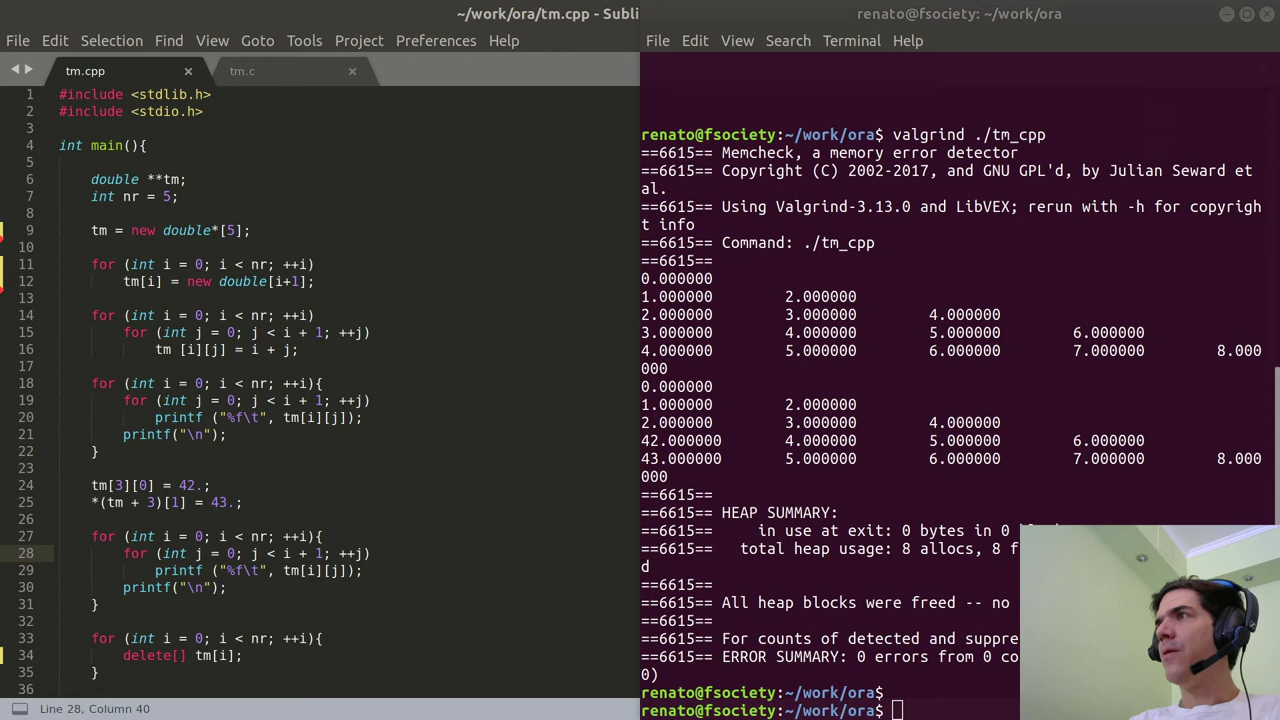 ~/work/ora/tm.cpp - Subli
File Edit Selection Find View Goto Tools Project Preferences Help
tm.cpp
tm.c
1 #include <stdlib.h>
2 #include <stdio.h>
3
4 int main(){
5
6 double **tm;
7 int nr = 5;
8
9 tm = new double*[5];
10
11 for (int i = 0; i < nr; ++i)
12 tm[i] = new double[i+1];
13
14 for (int i = 0; i < nr; ++i)
15 for (int j = 0; j < i + 1; ++j)
16 tm [i][j] = i + j;
17
18 for (int i = 0; i < nr; ++i){
19 for (int j = 0; j < i + 1; ++j)
20 printf ("%f\t", tm[i][j]);
21 printf("\n");
22 }
23
24 tm[3][0] = 42.;
25 *(tm + 3)[1] = 43.;
26
27 for (int i = 0; i < nr; ++i){
28 for (int j = 0; j < i + 1; ++j)
29 printf ("%f\t", tm[i][j]);
30 printf("\n");
31 }
32
33 for (int i = 0; i < nr; ++i){
34 delete[] tm[i];
35 }
36
Line 28, Column 40
renato@fsociety: ~/work/ora
File Edit View Search Terminal Help
renato@fsociety:~/work/ora$ valgrind ./tm_cpp
==6615== Memcheck, a memory error detector
==6615== Copyright (C) 2002-2017, and GNU GPL'd, by Julian Seward et
al.
==6615== Using Valgrind-3.13.0 and LibVEX; rerun with -h for copyrigh
t info
==6615== Command: ./tm_cpp
==6615==
0.000000
1.000000 2.000000
2.000000 3.000000 4.000000
3.000000 4.000000 5.000000 6.000000
4.000000 5.000000 6.000000 7.000000 8.000
000
0.000000
1.000000 2.000000
2.000000 3.000000 4.000000
42.000000 4.000000 5.000000 6.000000
43.000000 5.000000 6.000000 7.000000 8.000
000
==6615==
==6615== HEAP SUMMARY:
==6615== in use at exit: 0 bytes in 0
==6615== total heap usage: 8 allocs, 8 f
d
==6615==
==6615== All heap blocks were freed -- no
==6615==
==6615== For counts of detected and suppre
==6615== ERROR SUMMARY: 0 errors from 0 co
0)
renato@fsociety:~/work/ora$
renato@fsociety:~/work/ora$